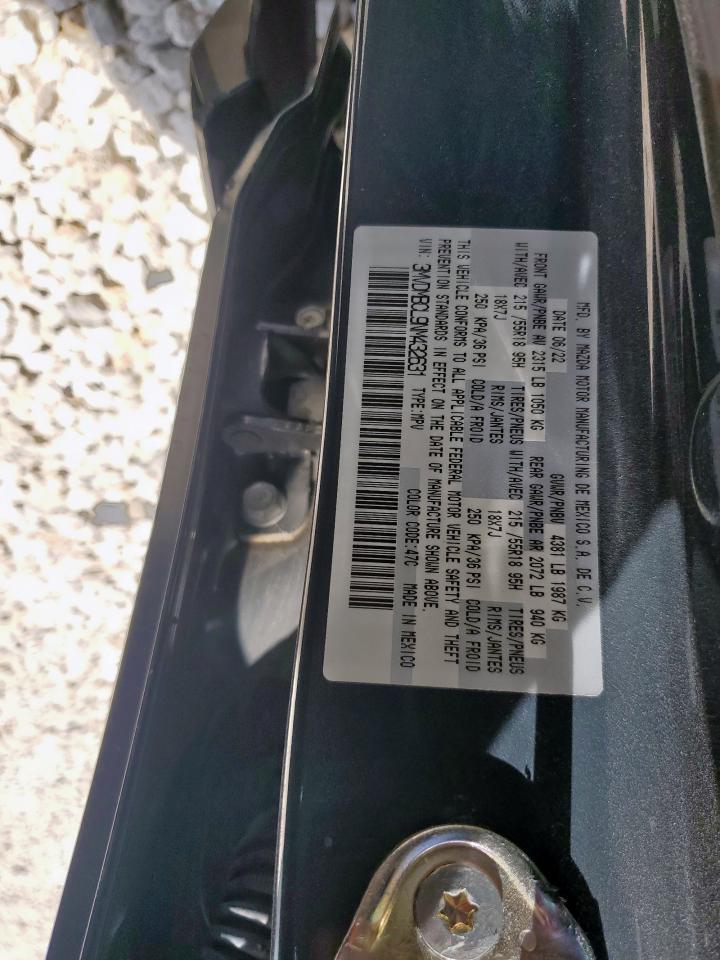 MFD. BY MAZDA MOTOR MANUFACTURING DE MEXICO S.A. DE C.V.
DATE 06/22 GVWR/PNBV 4381 LB 1987 KG
FRONT GAWR/PNBE AV 2315 LB 1050 KG REAR GAWR/PNBE AR 2072 LB 940 KG
WITH/AVEC 215 /55R18 95H TIRES/PNEUS WITH/AVEC 215 /55R18 95H TIRES/PNEUS
18X7J RIMS/JANTES 18X7J RIMS/JANTES
250 KPA/36 PSI COLD/A FROID 250 KPA/36 PSI COLD/A FROID
THIS VEHICLE CONFORMS TO ALL APPLICABLE FEDERAL MOTOR VEHICLE SAFETY AND THEFT
PREVENTION STANDARDS IN EFFECT ON THE DATE OF MANUFACTURE SHOWN ABOVE.
VIN: 3MVDMBCL9NM432831 TYPE:MPV COLOR CODE:47C MADE IN MEXICO